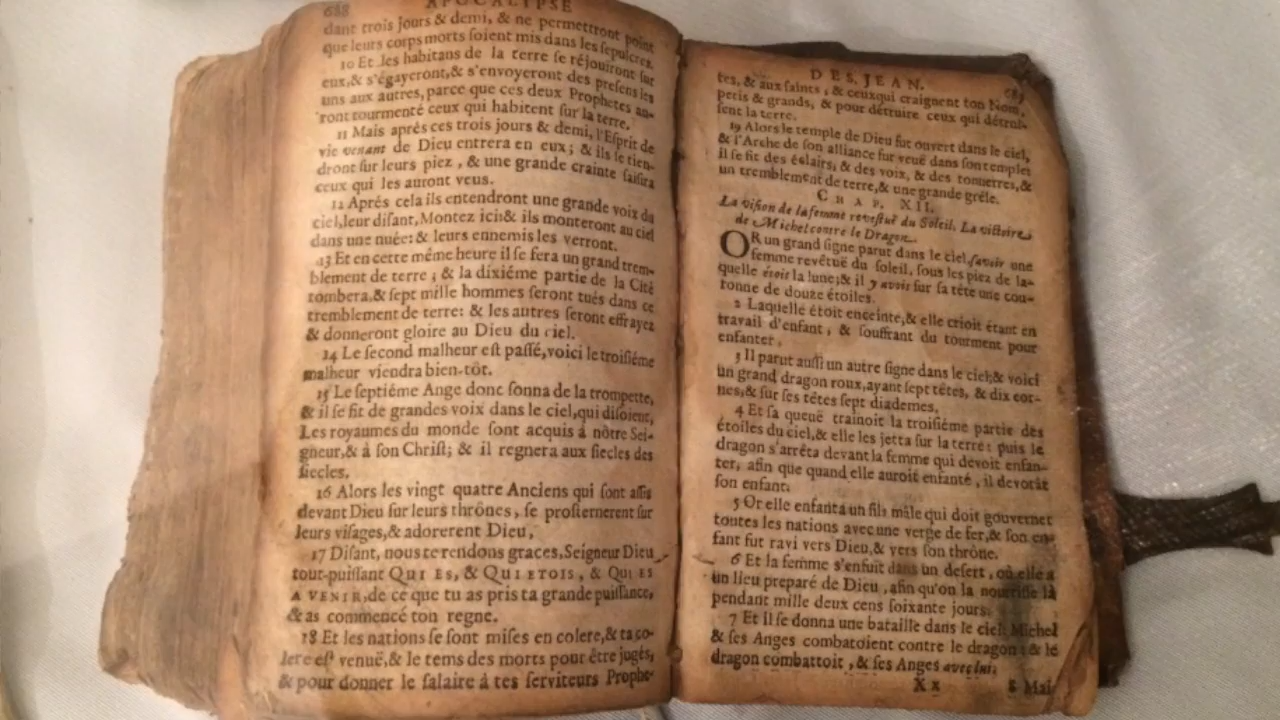 688 APOCALYPSE
dant trois jours & demi, & ne permettront point
que leurs corps morts ſoient mis dans les ſepulcres.
10 Et les habitans de la terre ſe réjouïront ſur
eux,& s'égayeront,& s'envoyeront des preſens les
uns aux autres, parce que ces deux Prophetes au-
ront tourmenté ceux qui habitent ſur la terre.
11 Mais aprés ces trois jours & demi, l'Eſprit de
vie venant de Dieu entrera en eux; & ils ſe tien-
dront ſur leurs piez, & une grande crainte ſaiſira
ceux qui les auront veus.
12 Aprés cela ils entendront une grande voix du
ciel, leur diſant, Montez ici:& ils monteront au ciel
dans une nuée: & leurs ennemis les verront.
13 Et en cette même heure il ſe fera un grand trem-
blement de terre; & la dixiéme partie de la Cité
tombera,& ſept mille hommes ſeront tués dans ce
tremblement de terre: & les autres ſeront effrayez
& donneront gloire au Dieu du ciel.
14 Le ſecond malheur eſt paſſé, voici le troiſiéme
malheur viendra bien-tôt.
15 Le ſeptiéme Ange donc ſonna de la trompette,
& il ſe fit de grandes voix dans le ciel, qui diſoient,
Les royaumes du monde ſont acquis à nôtre Sei-
gneur,& à ſon Chriſt; & il regnera aux ſiecles des
ſiecles.
16 Alors les vingt quatre Anciens qui ſont aſſis
devant Dieu ſur leurs thrônes, ſe proſternerent ſur
leurs viſages,& adorerent Dieu,
17 Diſant, nous te rendons graces, Seigneur Dieu
tout-puiſſant QUI ES, & QUI ETOIS, & QUI ES
A VENIR, de ce que tu as pris ta grande puiſſance,
& as commencé ton regne.
18 Et les nations ſe ſont miſes en colere,& ta co-
lere eſt venuë,& le tems des morts pour être jugés,
& pour donner le ſalaire à tes ſerviteurs Prophe-
DE S. JEAN. 689
tes, & aux ſaints, & ceux qui craignent ton Nom,
petis & grands, & pour détruire ceux qui détrui-
ſent la terre.
19 Alors le temple de Dieu fut ouvert dans le ciel,
& l'Arche de ſon alliance fut veuë dans ſon temple:
il ſe fit des éclairs, & des voix, & des tonnerres,&
un tremblement de terre,& une grande grêle.
CHAP. XII.
La viſion de la femme reveſtuë du Soleil. La victoire
de Michel contre le Dragon.
OR un grand ſigne parut dans le ciel, ſavoir une
femme revêtuë du ſoleil, ſous les piez de la-
quelle étoit la lune;& il y avoit ſur ſa tête une cou-
ronne de douze étoiles.
2 Laquelle étoit enceinte,& elle crioit étant en
travail d'enfant, & ſouffrant du tourment pour
enfanter.
3 Il parut auſſi un autre ſigne dans le ciel;& voici
un grand dragon roux, ayant ſept têtes, & dix cor-
nes,& ſur ſes têtes ſept diademes.
4 Et ſa queuë trainoit la troiſiéme partie des
étoiles du ciel,& elle les jetta ſur la terre: puis le
dragon s'arrêta devant la femme qui devoit enfan-
ter, afin que quand elle auroit enfanté, il devorât
ſon enfant.
5 Or elle enfanta un fils mâle qui doit gouverner
toutes les nations avec une verge de fer,& ſon en-
fant fut ravi vers Dieu,& vers ſon thrône.
6 Et la femme s'enfuit dans un deſert, où elle a
un lieu preparé de Dieu, afin qu'on la nourriſſe là
pendant mille deux cens ſoixante jours.
7 Et il ſe donna une bataille dans le ciel: Michel
& ſes Anges combatoient contre le dragon: & le
dragon combattoit, & ſes Anges avec lui.
Xx 8 Mai